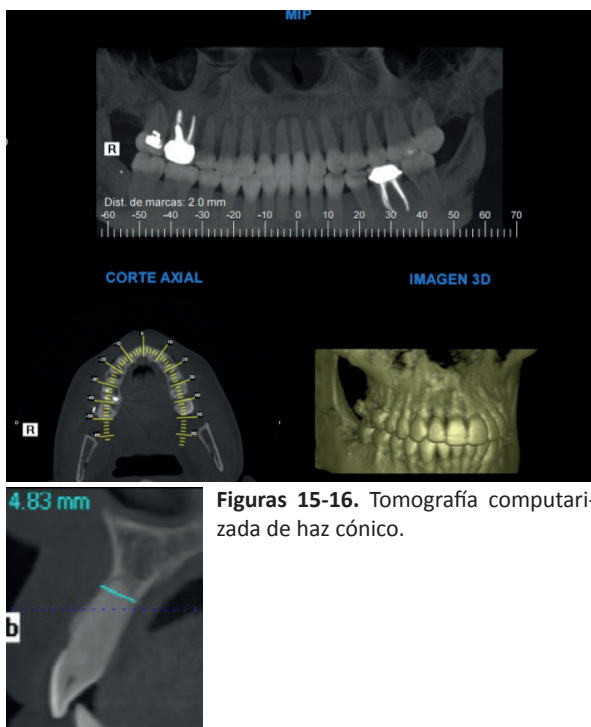 MIP
R
Dist. de marcas: 2.0 mm
-60 -50 -40 -30 -20 -10 0 10 20 30 40 50 60 70
CORTE AXIAL
IMAGEN 3D
R
4.83 mm
b
Figuras 15-16. Tomografía computari-
zada de haz cónico.